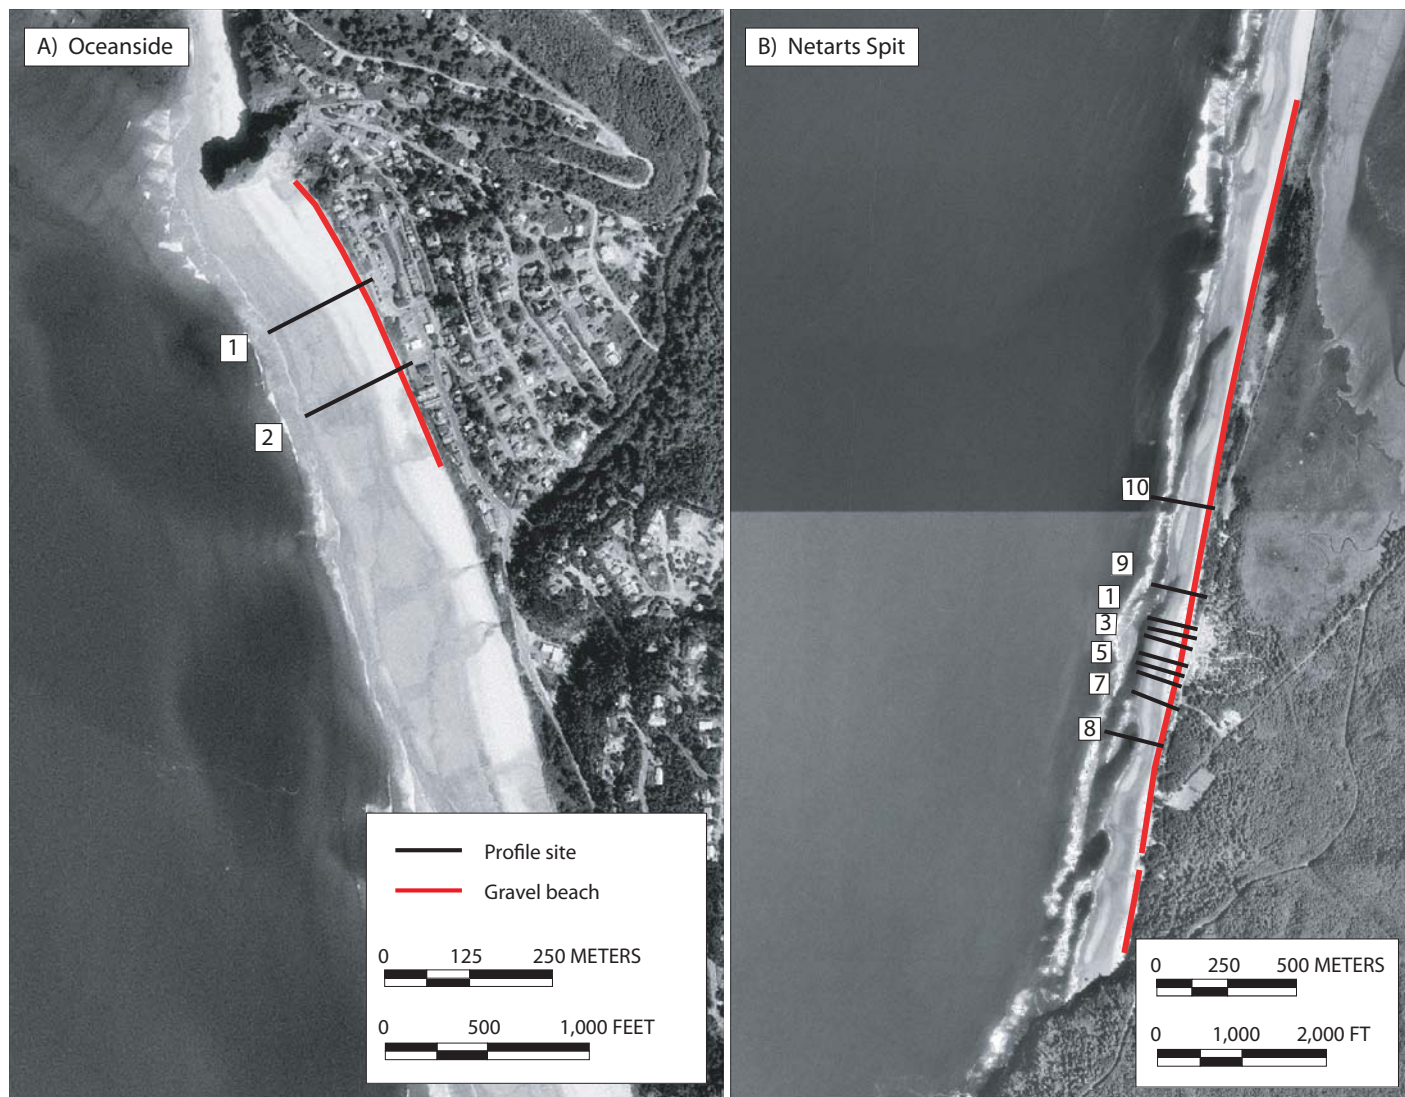 A) Oceanside
1
2
Profile site
Gravel beach
0 125 250 METERS
0 500 1,000 FEET
B) Netarts Spit
10
9
1
3
5
7
8
0 250 500 METERS
0 1,000 2,000 FT